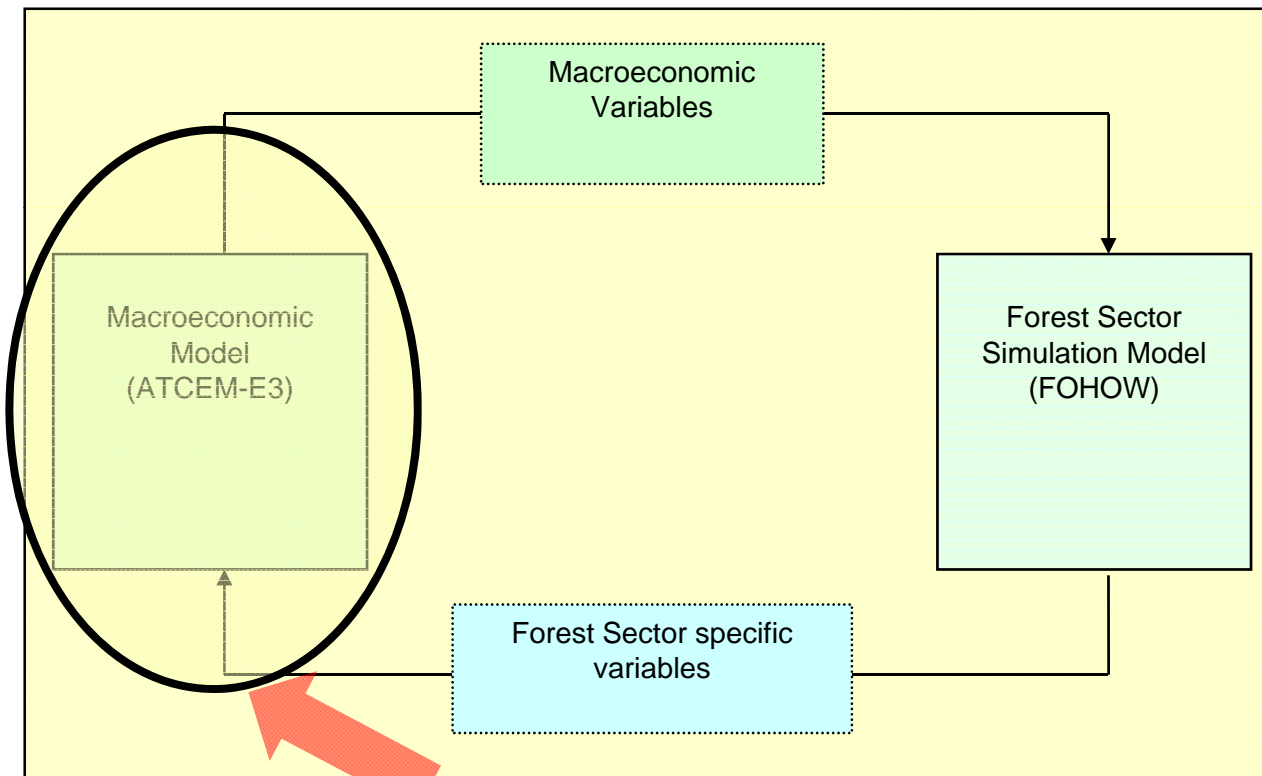 Macroeconomic
Variables
Macroeconomic
Model
(ATCEM-E3)
Forest Sector
Simulation Model
(FOHOW)
Forest Sector specific
variables